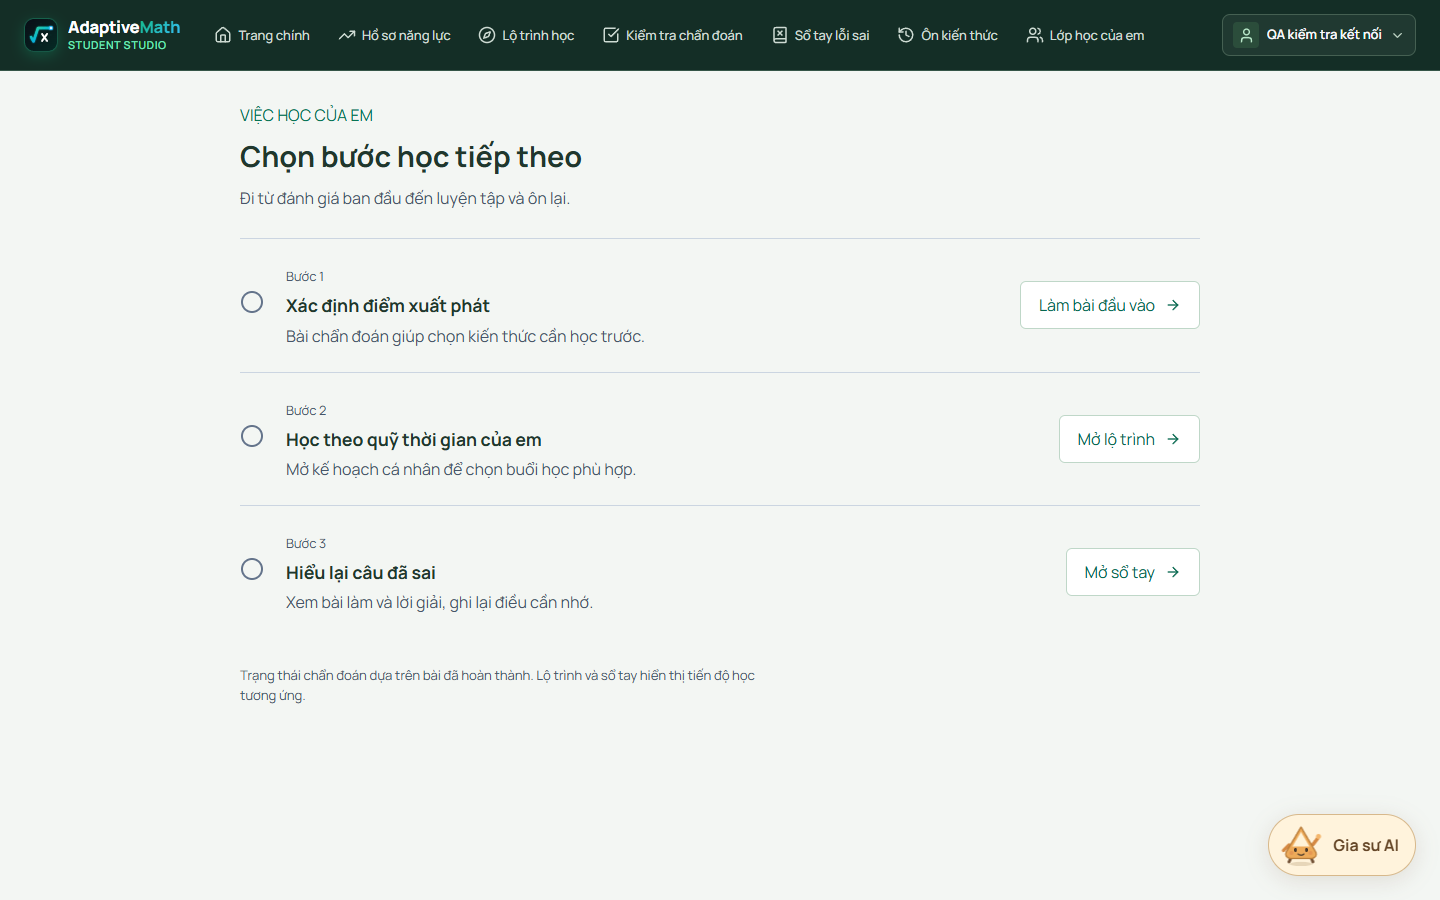 √x
AdaptiveMath
STUDENT STUDIO
Trang chính
Hồ sơ năng lực
Lộ trình học
Kiểm tra chẩn đoán
Sổ tay lỗi sai
Ôn kiến thức
Lớp học của em
QA kiểm tra kết nối
VIỆC HỌC CỦA EM
Chọn bước học tiếp theo
Đi từ đánh giá ban đầu đến luyện tập và ôn lại.
Bước 1
Xác định điểm xuất phát
Bài chẩn đoán giúp chọn kiến thức cần học trước.
Làm bài đầu vào
Bước 2
Học theo quỹ thời gian của em
Mở kế hoạch cá nhân để chọn buổi học phù hợp.
Mở lộ trình
Bước 3
Hiểu lại câu đã sai
Xem bài làm và lời giải, ghi lại điều cần nhớ.
Mở sổ tay
Trạng thái chẩn đoán dựa trên bài đã hoàn thành. Lộ trình và sổ tay hiển thị tiến độ học
tương ứng.
Gia sư AI